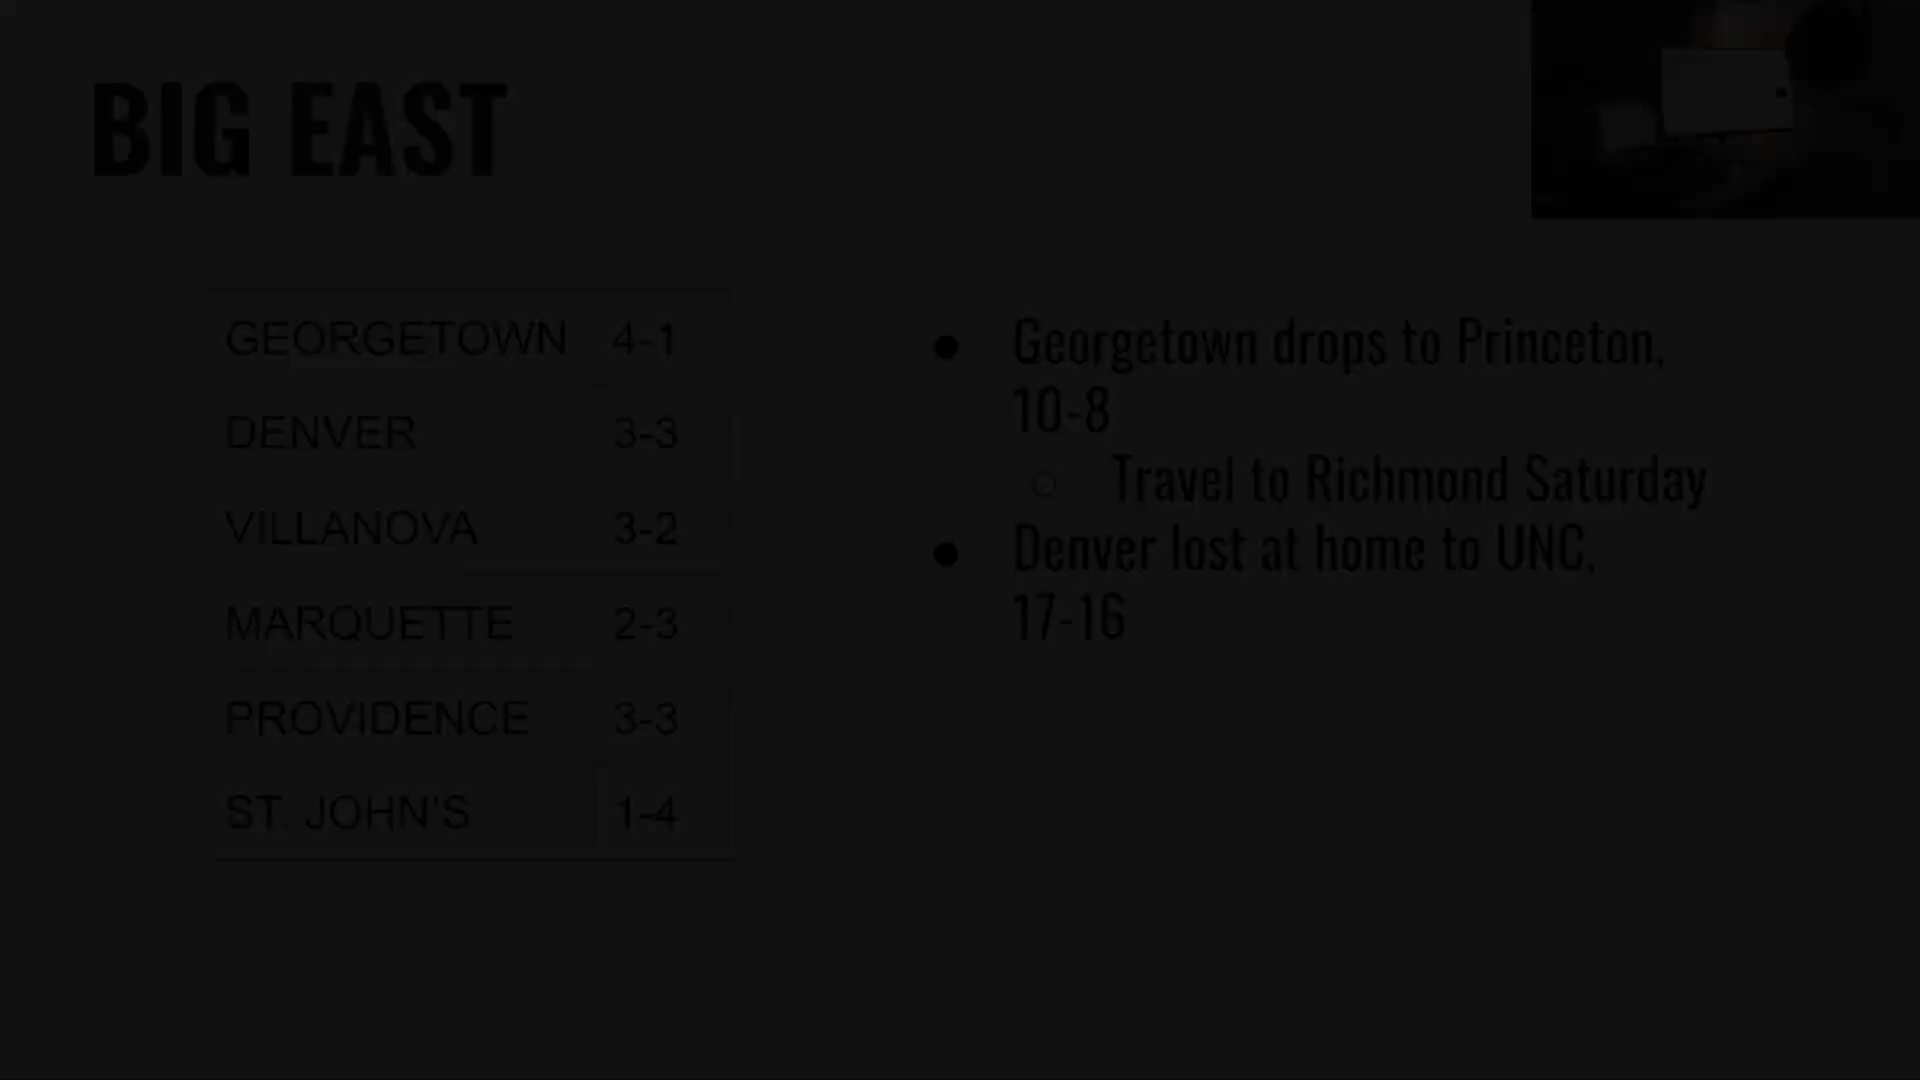 BIG EAST
GEORGETOWN 4-1
DENVER 3-3
VILLANOVA 3-2
MARQUETTE 2-3
PROVIDENCE 3-3
ST. JOHN'S 1-4
● Georgetown drops to Princeton,
10-8
○ Travel to Richmond Saturday
● Denver lost at home to UNC,
17-16